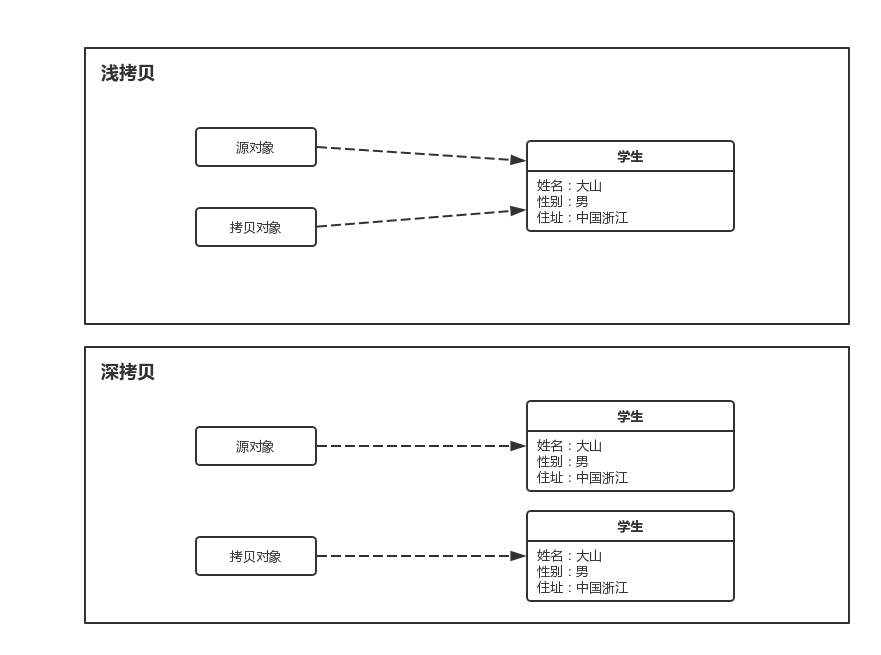 浅拷贝
源对象
学生
姓名：大山
性别：男
住址：中国浙江
拷贝对象
深拷贝
学生
源对象
姓名：大山
性别：男
住址：中国浙江
学生
拷贝对象
姓名：大山
性别：男
住址：中国浙江